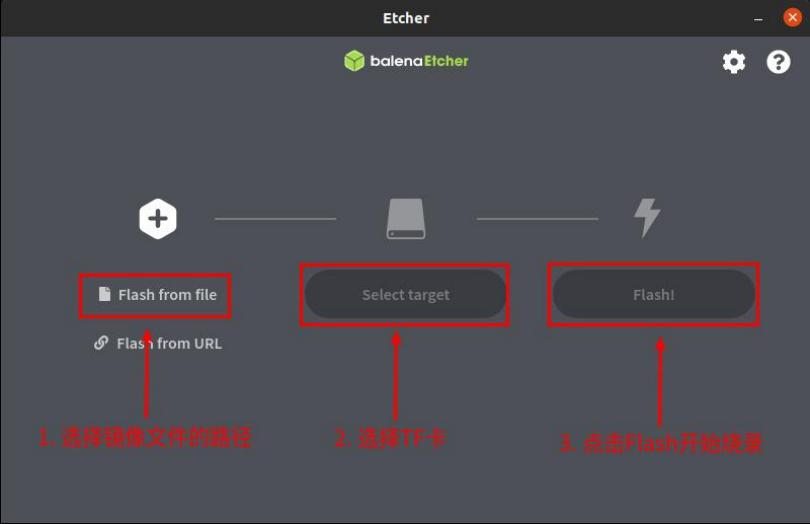 Etcher
balenaEtcher
Flash from file
Select target
Flash!
Flash from URL
1. 选择镜像文件的路径
2. 选择TF卡
3. 点击Flash开始烧录